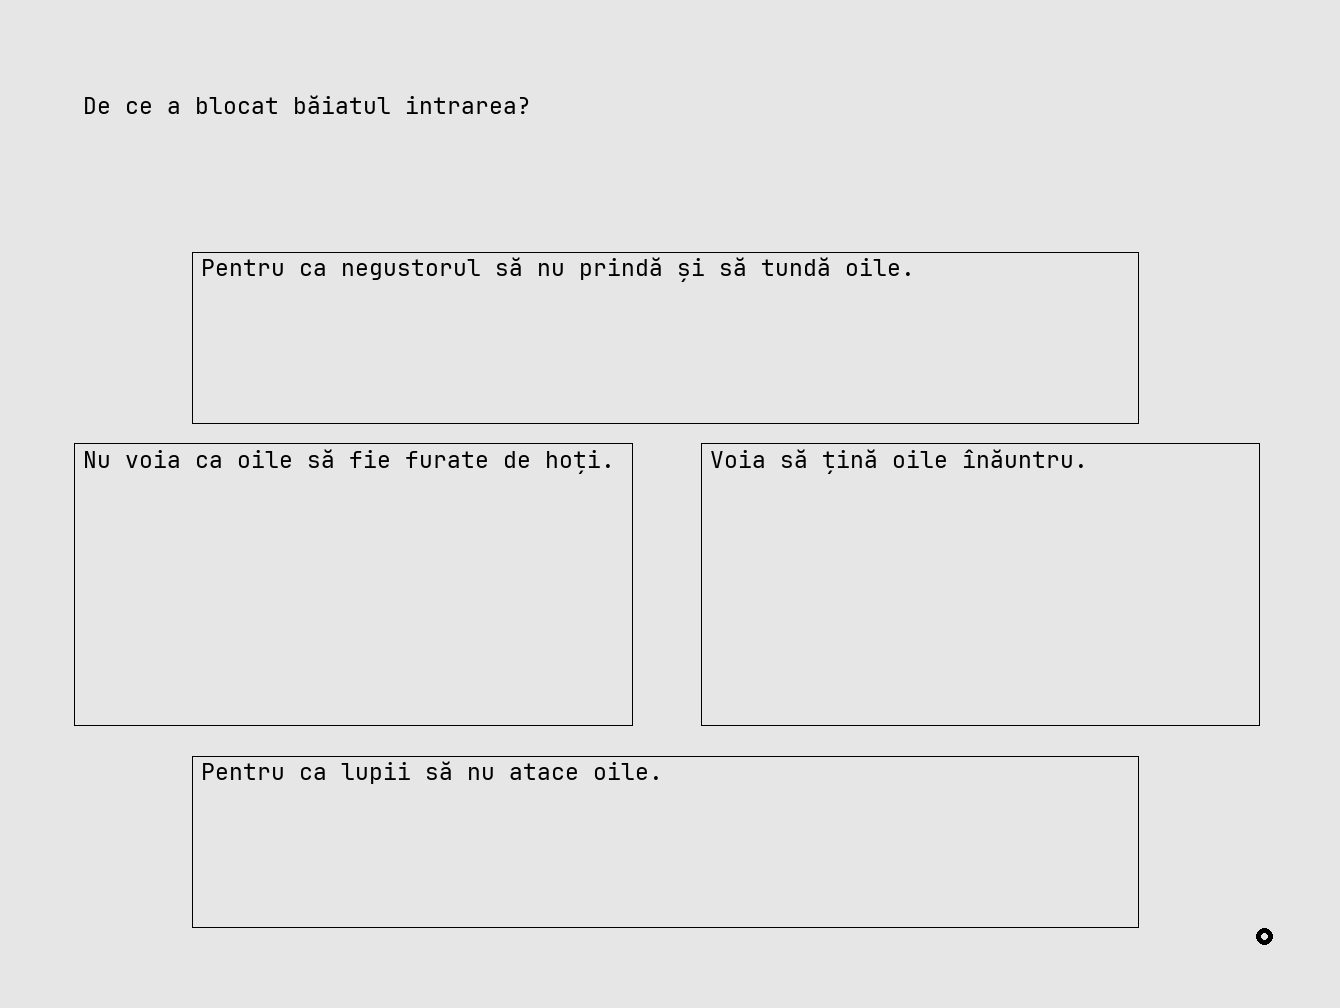 De ce a blocat băiatul intrarea?
Pentru ca negustorul să nu prindă și să tundă oile.
Nu voia ca oile să fie furate de hoți.
Voia să țină oile înăuntru.
Pentru ca lupii să nu atace oile.